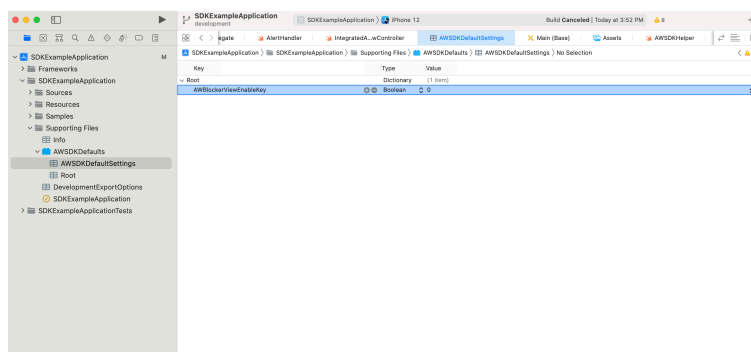 SDKExampleApplication
development
SDKExampleApplication 〉 iPhone 12
Build Canceled | Today at 3:52 PM
8
egate
AlertHandler
IntegratedA...wController
AWSDKDefaultSettings
Main (Base)
Assets
AWSDKHelper
SDKExampleApplication 〉 SDKExampleApplication 〉 Supporting Files 〉 AWSDKDefaults 〉 AWSDKDefaultSettings 〉 No Selection
SDKExampleApplication M
Frameworks
SDKExampleApplication
Sources
Resources
Samples
Supporting Files
Info
AWSDKDefaults
AWSDKDefaultSettings
Root
DevelopmentExportOptions
SDKExampleApplication
SDKExampleApplicationTests
Key Type Value
Root Dictionary (1 item)
AWBlockerViewEnableKey Boolean 0